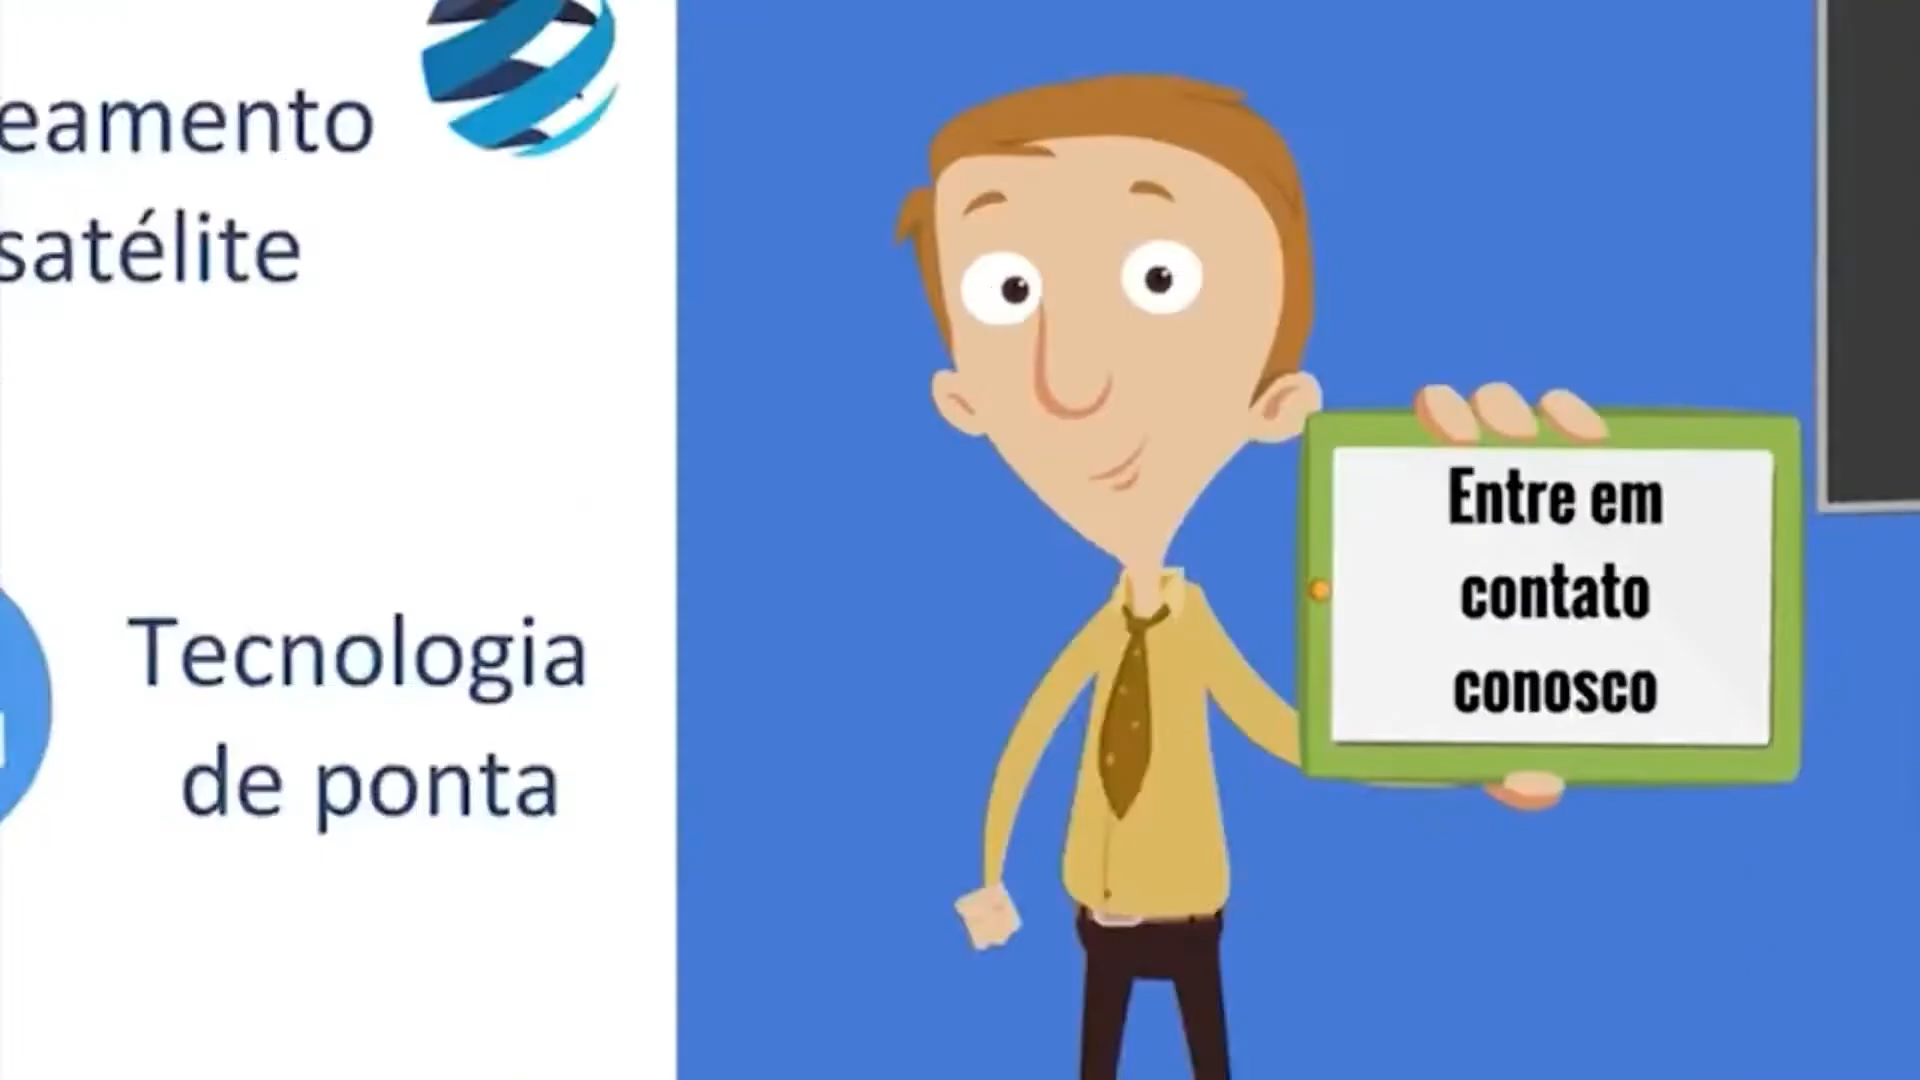 eamento
satélite
Tecnologia
de ponta
Entre em
contato
conosco